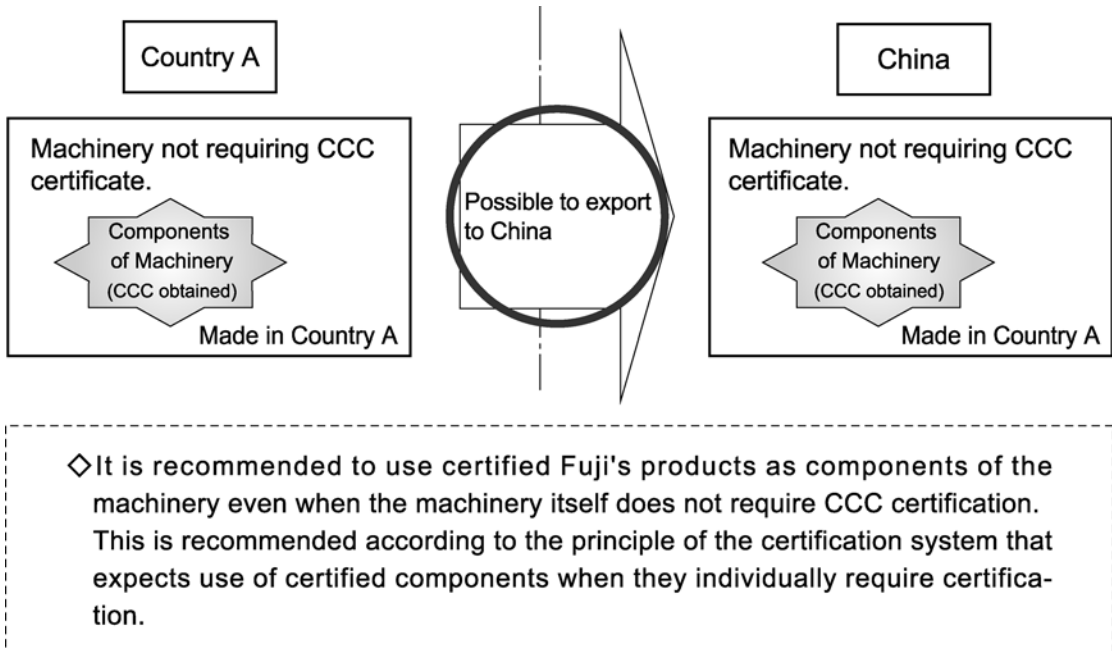 Country A
China
Machinery not requiring CCC
certificate.
Components
of Machinery
(CCC obtained)
Made in Country A
Possible to export
to China
Machinery not requiring CCC
certificate.
Components
of Machinery
(CCC obtained)
Made in Country A
◇It is recommended to use certified Fuji's products as components of the
machinery even when the machinery itself does not require CCC certification.
This is recommended according to the principle of the certification system that
expects use of certified components when they individually require certifica-
tion.